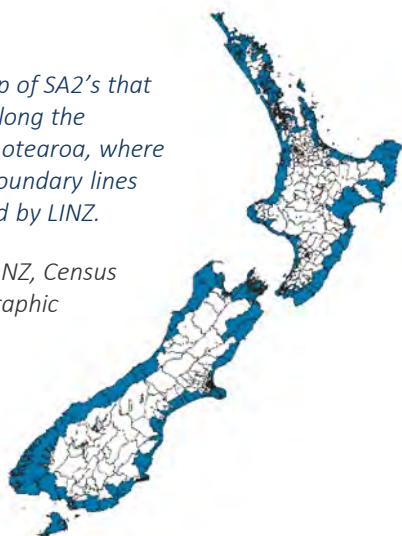 p of SA2's that
long the
otearoa, where
oundary lines
d by LINZ.
NZ, Census
raphic